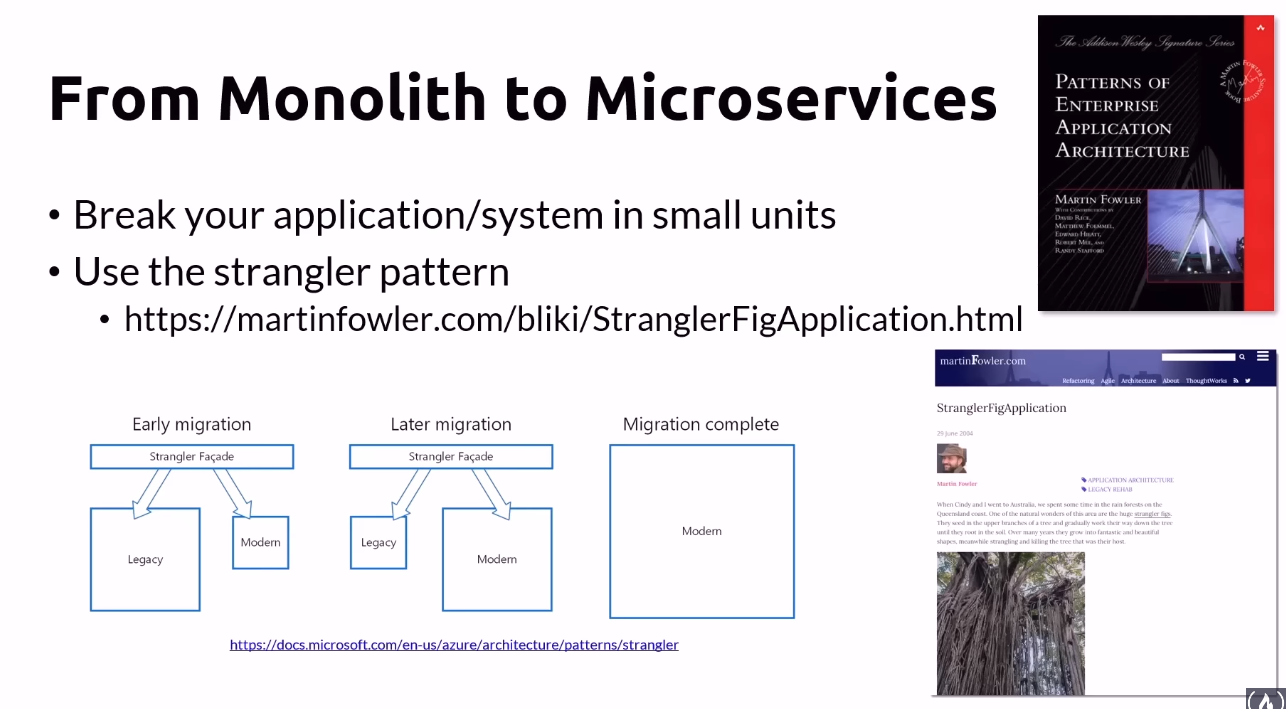 From Monolith to Microservices
• Break your application/system in small units
• Use the strangler pattern
• https://martinfowler.com/bliki/StranglerFigApplication.html
The Addison Wesley Signature Series
PATTERNS OF
ENTERPRISE
APPLICATION
ARCHITECTURE
A MARTIN FOWLER SIGNATURE BOOK
MARTIN FOWLER
WITH CONTRIBUTIONS BY
DAVID RICE,
MATTHEW FOEMMEL,
EDWARD HIEATT,
ROBERT MEE, AND
RANDY STAFFORD
Early migration
Strangler Façade
Legacy
Modern
Later migration
Strangler Façade
Legacy
Modern
Migration complete
Modern
https://docs.microsoft.com/en-us/azure/architecture/patterns/strangler
martinFowler.com
Refactoring Agile Architecture About ThoughtWorks
StranglerFigApplication
29 June 2004
Martin Fowler
APPLICATION ARCHITECTURE
LEGACY REHAB
When Cindy and I went to Australia, we spent some time in the rain forests on the
Queensland coast. One of the natural wonders of this area are the huge strangler figs.
They seed in the upper branches of a tree and gradually work their way down the tree
until they root in the soil. Over many years they grow into fantastic and beautiful
shapes, meanwhile strangling and killing the tree that was their host.